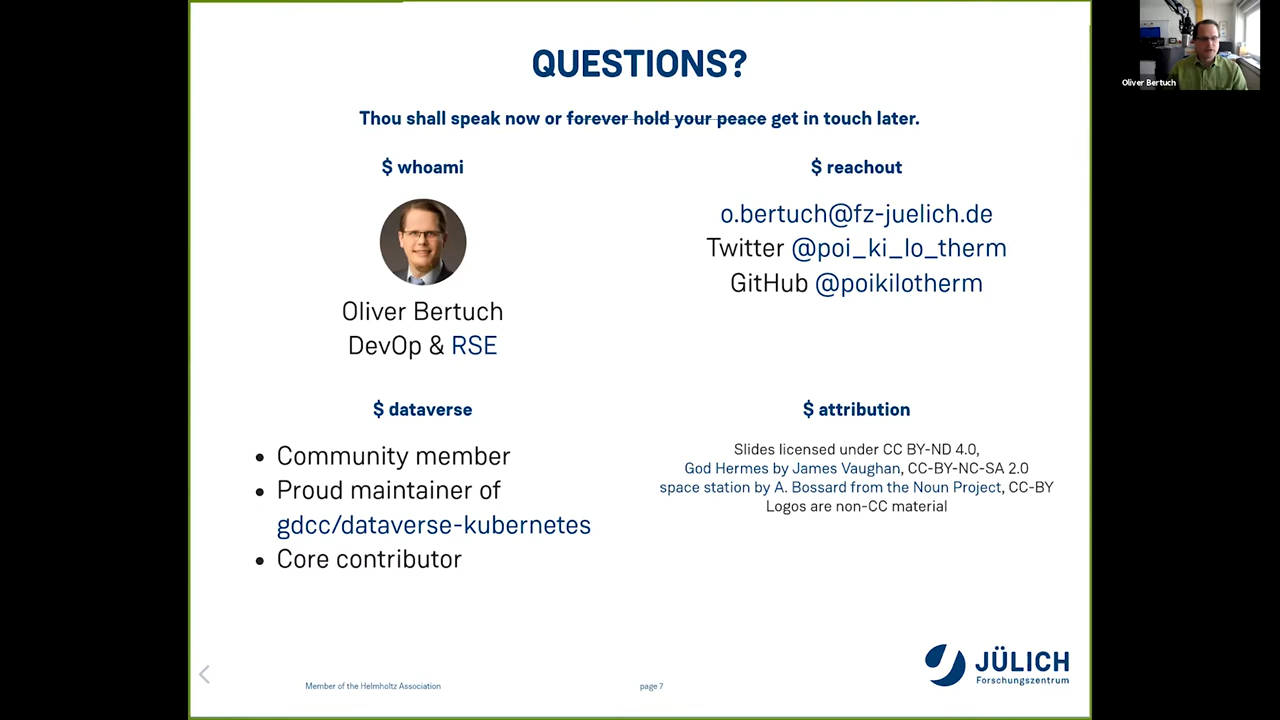 QUESTIONS?
Thou shall speak now or forever hold your peace get in touch later.
$ whoami
Oliver Bertuch
DevOp & RSE
$ reachout
o.bertuch@fz-juelich.de
Twitter @poi_ki_lo_therm
GitHub @poikilotherm
$ dataverse
• Community member
• Proud maintainer of
gdcc/dataverse-kubernetes
• Core contributor
$ attribution
Slides licensed under CC BY-ND 4.0,
God Hermes by James Vaughan, CC-BY-NC-SA 2.0
space station by A. Bossard from the Noun Project, CC-BY
Logos are non-CC material
Member of the Helmholtz Association
page 7
JÜLICH
Forschungszentrum
Oliver Bertuch